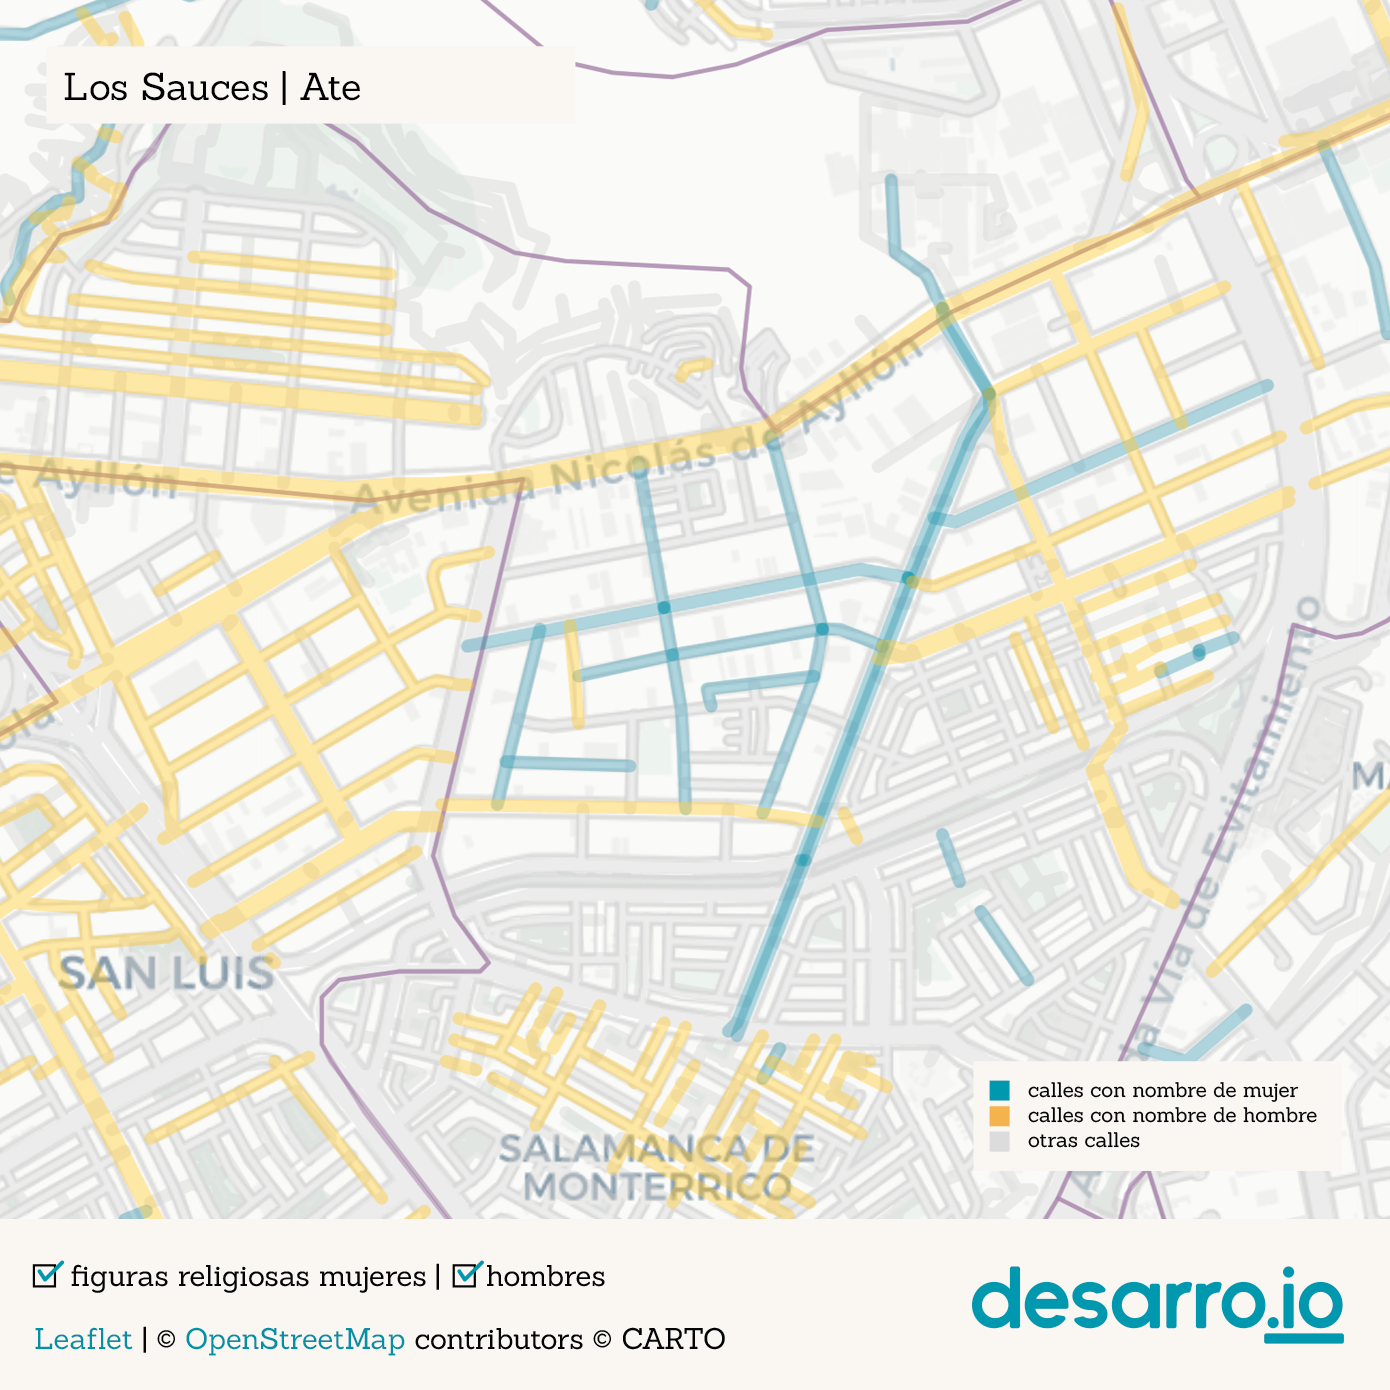 Los Sauces | Ate
Avenida Nicolás de Ayllón
e Ayllón
ola
SAN LUIS
SALAMANCA DE
MONTERRICO
Vía de Evitamiento
M
calles con nombre de mujer
calles con nombre de hombre
otras calles
figuras religiosas mujeres | hombres
Leaflet | © OpenStreetMap contributors © CARTO
desarro.io